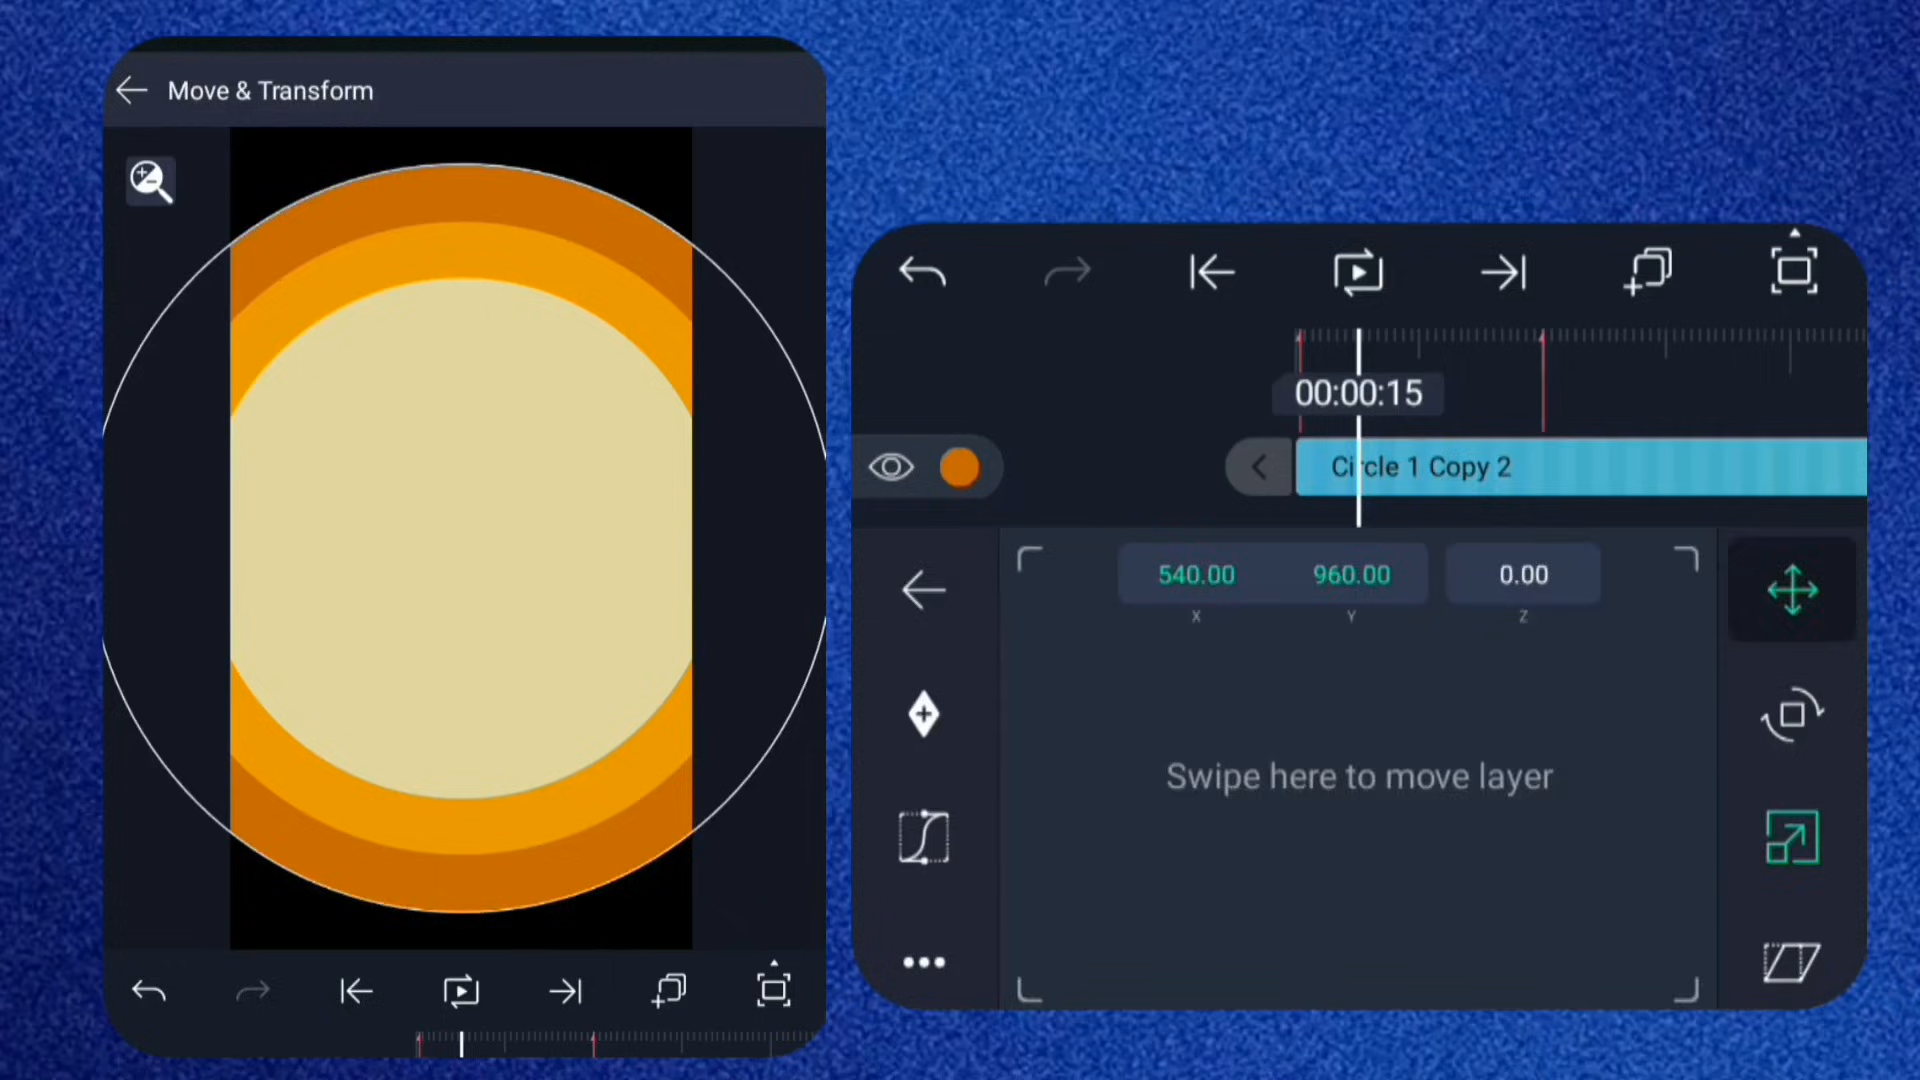 Move & Transform
00:00:15
Circle 1 Copy 2
540.00 960.00 0.00
X Y Z
Swipe here to move layer